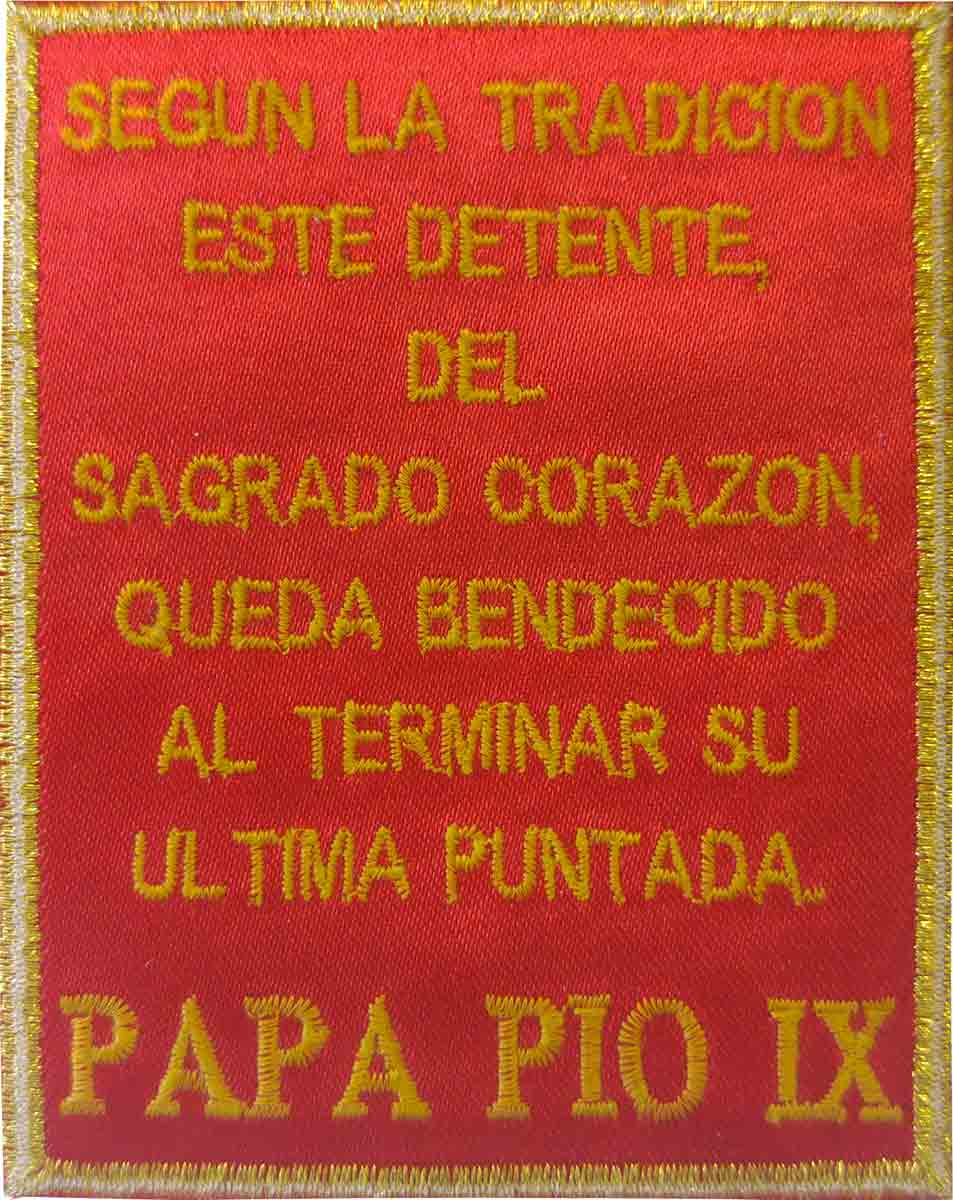 SEGUN LA TRADICION
ESTE DETENTE,
DEL
SAGRADO CORAZON,
QUEDA BENDECIDO
AL TERMINAR SU
ULTIMA PUNTADA.
PAPA PIO IX